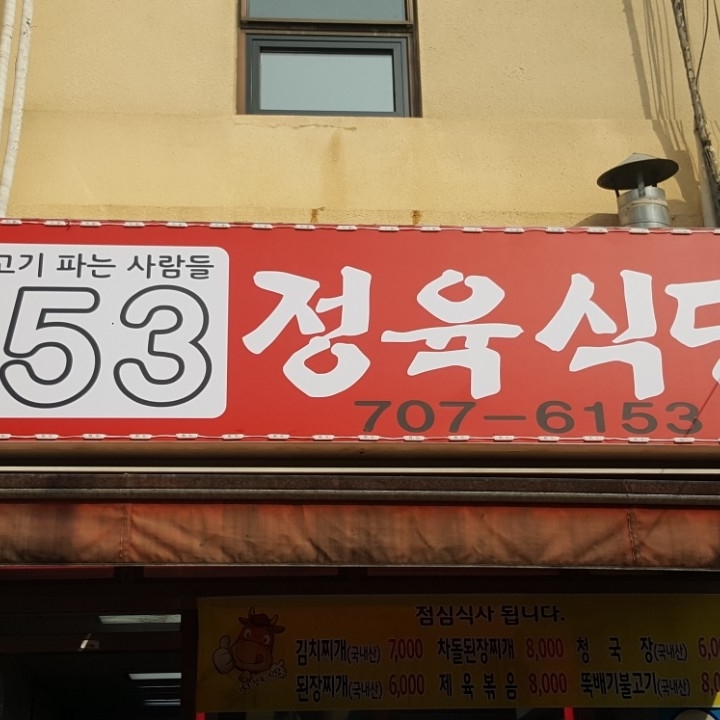 고기 파는 사람들
53
정육식당
707-6153
점심식사 됩니다.
김치찌개(국내산) 7,000 차돌된장찌개 8,000 청국장(국내산)
된장찌개(국내산) 6,000 제육볶음 8,000 뚝배기불고기(국내산)